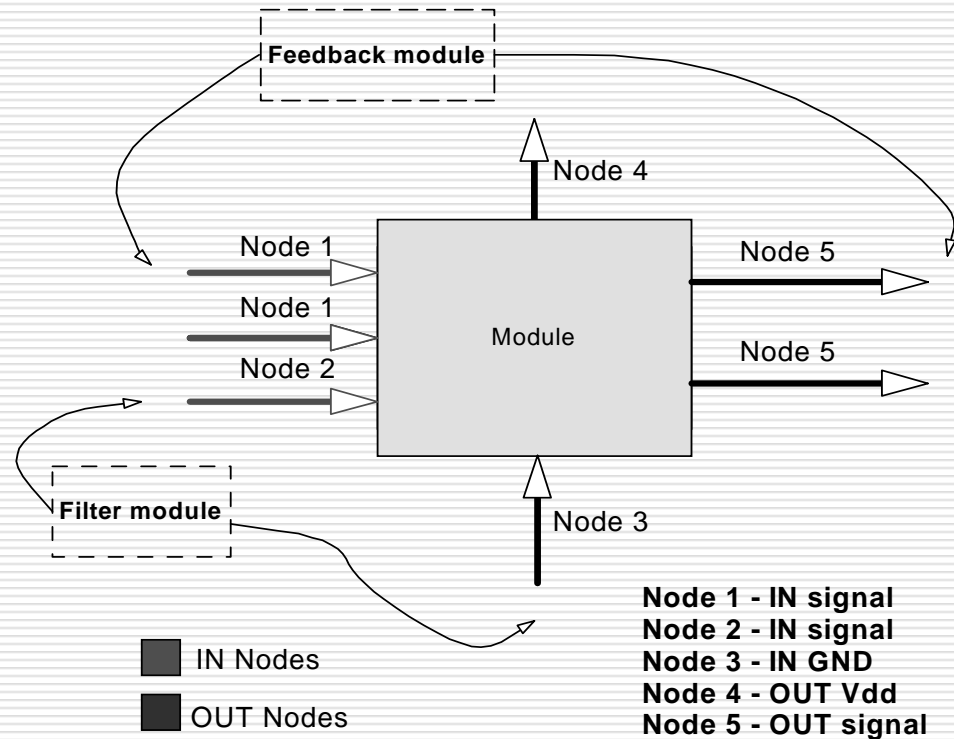 Feedback module
Node 4
Node 1
Node 5
Node 1
Module
Node 5
Node 2
Filter module
Node 3
Node 1 - IN signal
Node 2 - IN signal
Node 3 - IN GND
Node 4 - OUT Vdd
Node 5 - OUT signal
IN Nodes
OUT Nodes